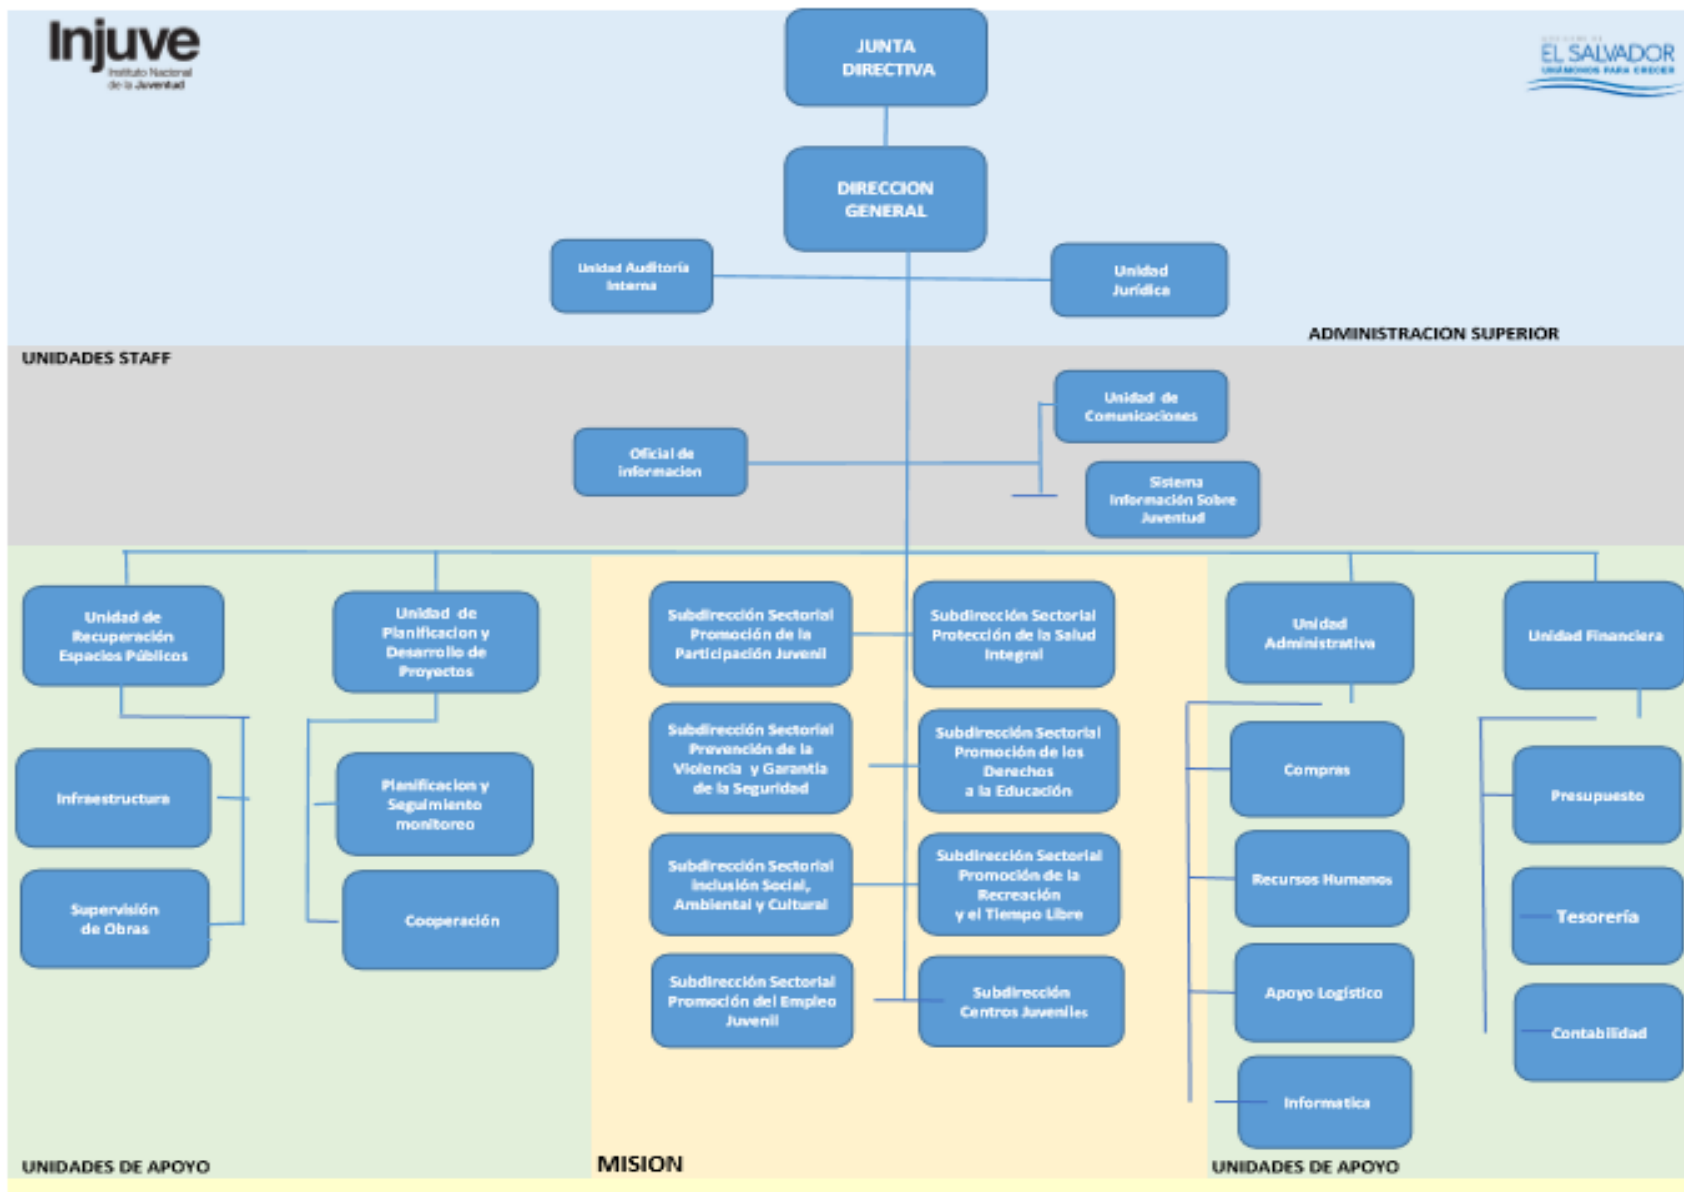 Injuve
Instituto Nacional
de la Juventud
EL SALVADOR
UNÁMONOS PARA CRECER
JUNTA
DIRECTIVA
DIRECCION
GENERAL
Unidad Auditoría
Interna
Unidad
Jurídica
ADMINISTRACION SUPERIOR
UNIDADES STAFF
Unidad de
Comunicaciones
Oficial de
informacion
Sistema
Información Sobre
Juventud
Unidad de
Recuperación
Espacios Públicos
Unidad de
Planificacion y
Desarrollo de
Proyectos
Subdirección Sectorial
Promoción de la
Participación Juvenil
Subdirección Sectorial
Protección de la Salud
Integral
Unidad
Administrativa
Unidad Financiera
Infraestructura
Planificacion y
Seguimiento
monitoreo
Subdirección Sectorial
Prevención de la
Violencia y Garantia
de la Seguridad
Subdirección Sectorial
Promoción de los
Derechos
a la Educación
Compras
Presupuesto
Supervisión
de Obras
Cooperación
Subdirección Sectorial
Inclusión Social,
Ambiental y Cultural
Subdirección Sectorial
Promoción de la
Recreación
y el Tiempo Libre
Recursos Humanos
Tesorería
Subdirección Sectorial
Promoción del Empleo
Juvenil
Subdirección
Centros Juveniles
Apoyo Logístico
Contabilidad
Informatica
UNIDADES DE APOYO
MISION
UNIDADES DE APOYO